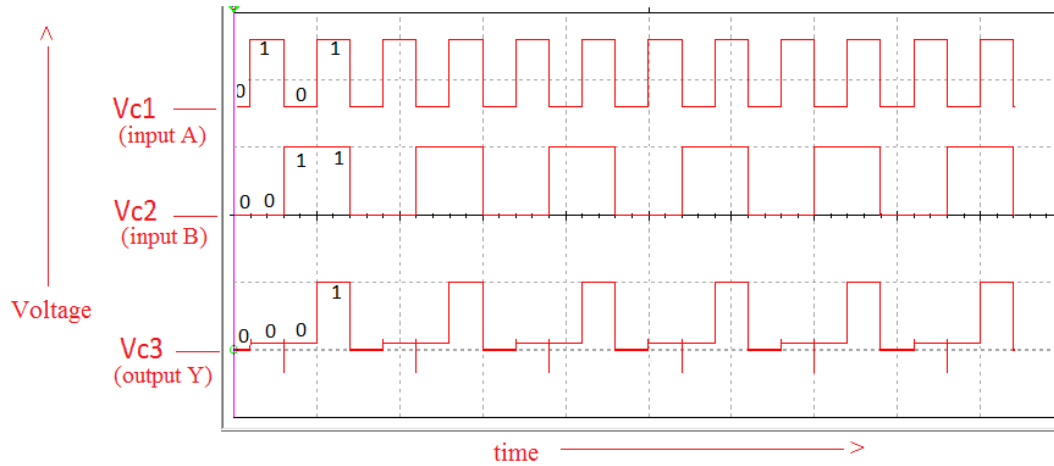 1 1
0 0
Vc1
(input A)
1 1
0 0
Vc2
(input B)
1
0 0 0
Voltage
Vc3
(output Y)
time